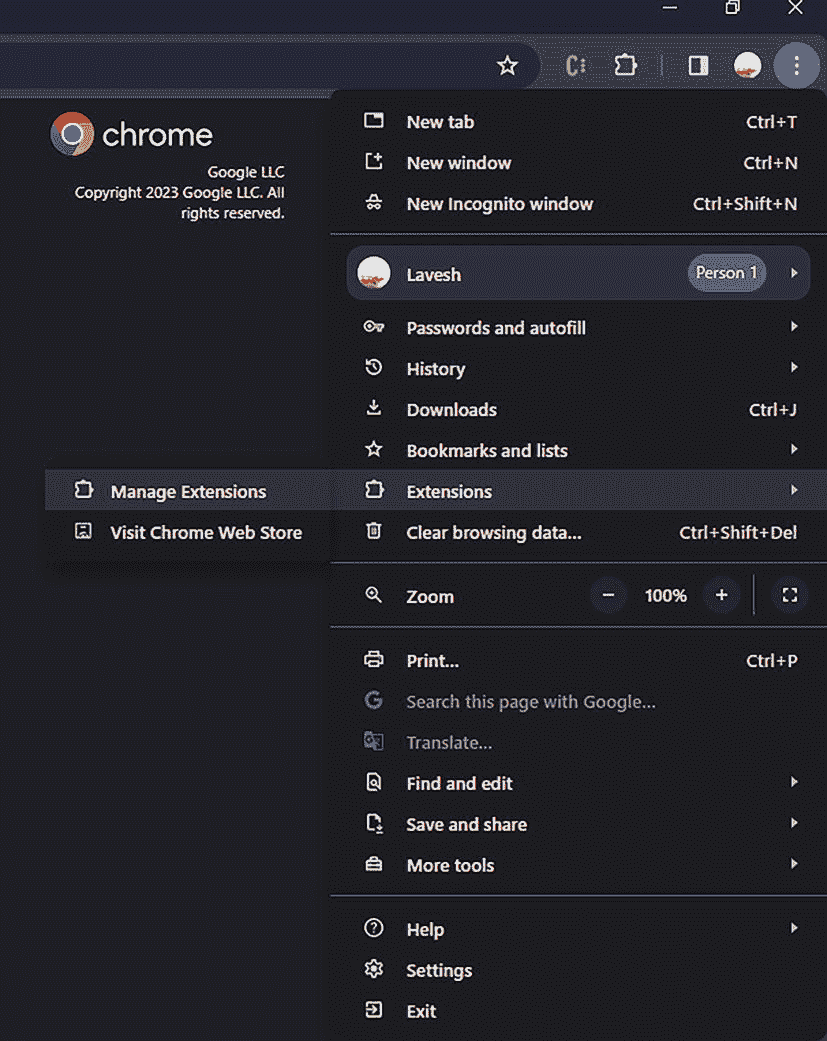 chrome
Google LLC
Copyright 2023 Google LLC. All
rights reserved.
New tab Ctrl+T
New window Ctrl+N
New Incognito window Ctrl+Shift+N
Lavesh Person 1
Passwords and autofill
History
Downloads Ctrl+J
Bookmarks and lists
Extensions
Manage Extensions
Visit Chrome Web Store
Clear browsing data... Ctrl+Shift+Del
Zoom − 100% +
Print... Ctrl+P
Search this page with Google...
Translate...
Find and edit
Save and share
More tools
Help
Settings
Exit